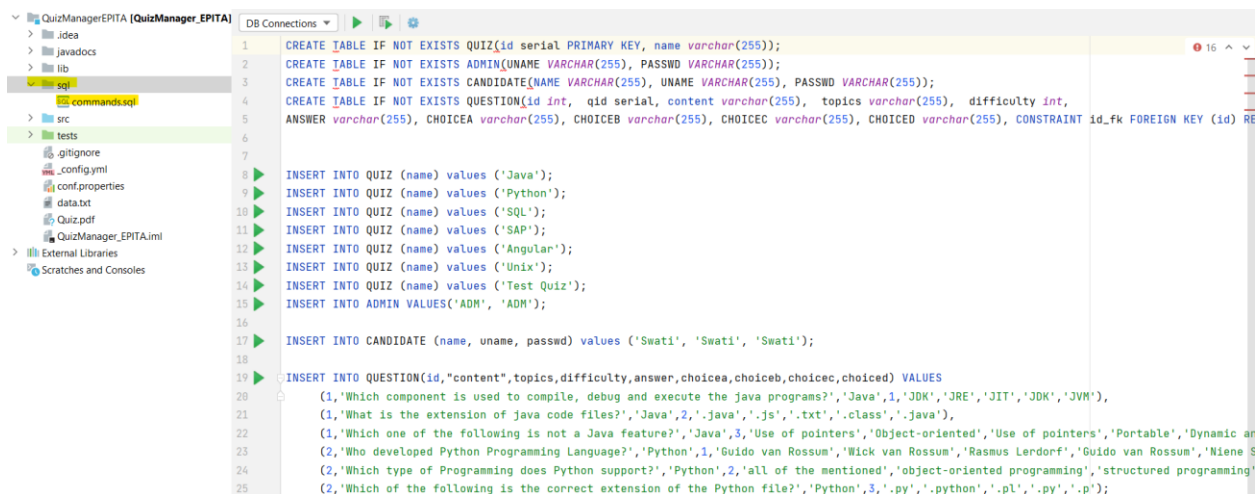 QuizManagerEPITA [QuizManager_EPITA]
.idea
javadocs
lib
sql
commands.sql
src
tests
.gitignore
_config.yml
conf.properties
data.txt
Quiz.pdf
QuizManager_EPITA.iml
External Libraries
Scratches and Consoles
DB Connections
16
1 CREATE TABLE IF NOT EXISTS QUIZ(id serial PRIMARY KEY, name varchar(255));
2 CREATE TABLE IF NOT EXISTS ADMIN(UNAME VARCHAR(255), PASSWD VARCHAR(255));
3 CREATE TABLE IF NOT EXISTS CANDIDATE(NAME VARCHAR(255), UNAME VARCHAR(255), PASSWD VARCHAR(255));
4 CREATE TABLE IF NOT EXISTS QUESTION(id int, qid serial, content varchar(255), topics varchar(255), difficulty int,
5 ANSWER varchar(255), CHOICEA varchar(255), CHOICEB varchar(255), CHOICEC varchar(255), CHOICED varchar(255), CONSTRAINT id_fk FOREIGN KEY (id) RE
6
7
8 INSERT INTO QUIZ (name) values ('Java');
9 INSERT INTO QUIZ (name) values ('Python');
10 INSERT INTO QUIZ (name) values ('SQL');
11 INSERT INTO QUIZ (name) values ('SAP');
12 INSERT INTO QUIZ (name) values ('Angular');
13 INSERT INTO QUIZ (name) values ('Unix');
14 INSERT INTO QUIZ (name) values ('Test Quiz');
15 INSERT INTO ADMIN VALUES('ADM', 'ADM');
16
17 INSERT INTO CANDIDATE (name, uname, passwd) values ('Swati', 'Swati', 'Swati');
18
19 INSERT INTO QUESTION(id,"content",topics,difficulty,answer,choicea,choiceb,choicec,choiced) VALUES
20 (1,'Which component is used to compile, debug and execute the java programs?','Java',1,'JDK','JRE','JIT','JDK','JVM'),
21 (1,'What is the extension of java code files?','Java',2,'.java','.js','.txt','.class','.java'),
22 (1,'Which one of the following is not a Java feature?','Java',3,'Use of pointers','Object-oriented','Use of pointers','Portable','Dynamic an
23 (2,'Who developed Python Programming Language?','Python',1,'Guido van Rossum','Wick van Rossum','Rasmus Lerdorf','Guido van Rossum','Niene S
24 (2,'Which type of Programming does Python support?','Python',2,'all of the mentioned','object-oriented programming','structured programming'
25 (2,'Which of the following is the correct extension of the Python file?','Python',3,'.py','.python','.pl','.py','.p');